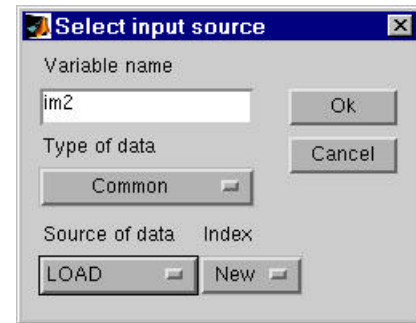 Select input source
Variable name
im2
Ok
Type of data
Cancel
Common
Source of data Index
LOAD New